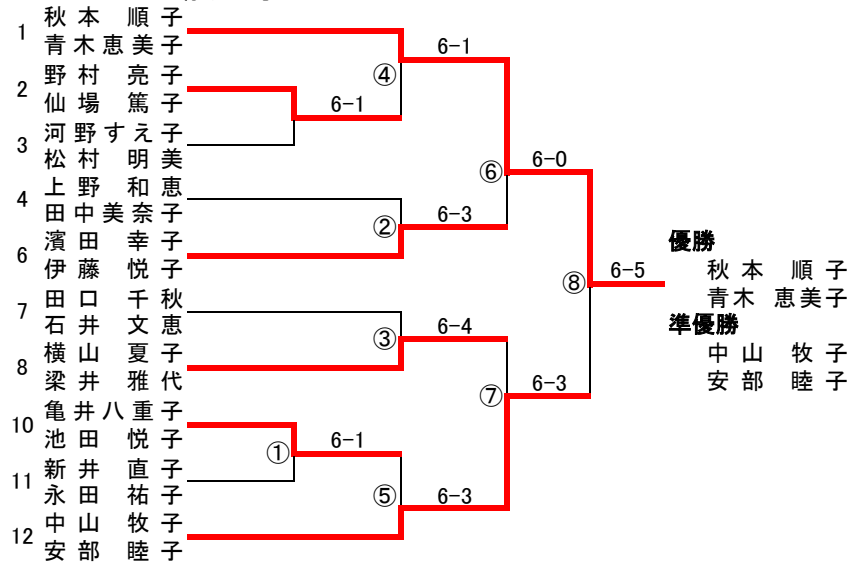 1 秋本 順子
青木恵美子
2 野村 亮子
仙場 篤子
3 河野すえ子
松村 明美
4 上野 和恵
田中美奈子
6 濱田 幸子
伊藤 悦子
7 田口 千秋
石井 文恵
8 横山 夏子
梁井 雅代
10 亀井八重子
池田 悦子
11 新井 直子
永田 祐子
12 中山 牧子
安部 睦子
6-1
④
6-1
6-0
⑥
②
6-3
6-4
③
6-3
⑦
①
6-1
⑤
6-3
⑧
6-5
優勝
秋本 順子
青木 恵美子
準優勝
中山 牧子
安部 睦子